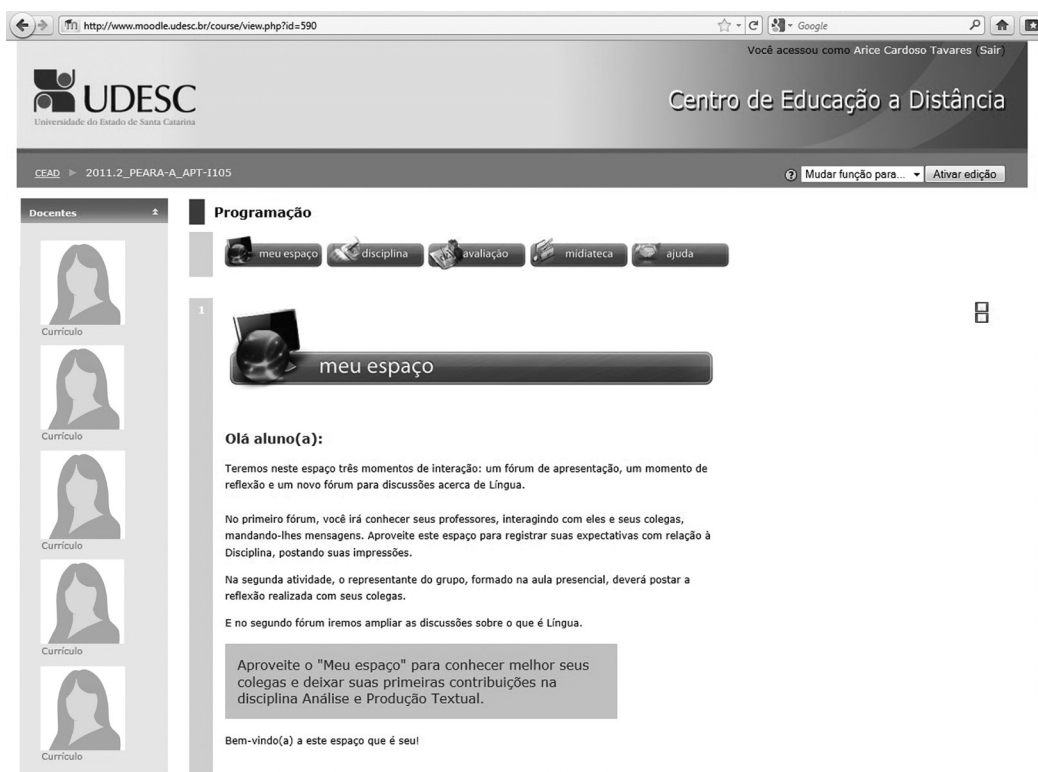 http://www.moodle.udesc.br/course/view.php?id=590
Google
Você acessou como Arice Cardoso Tavares (Sair)
UDESC
Universidade do Estado de Santa Catarina
Centro de Educação a Distância
CEAD ► 2011.2_PEARA-A_APT-I105
Mudar função para...
Ativar edição
Docentes
Currículo
Currículo
Currículo
Currículo
Currículo
Programação
meu espaço
disciplina
avaliação
midiateca
ajuda
1
meu espaço
Olá aluno(a):
Teremos neste espaço três momentos de interação: um fórum de apresentação, um momento de
reflexão e um novo fórum para discussões acerca de Língua.
No primeiro fórum, você irá conhecer seus professores, interagindo com eles e seus colegas,
mandando-lhes mensagens. Aproveite este espaço para registrar suas expectativas com relação à
Disciplina, postando suas impressões.
Na segunda atividade, o representante do grupo, formado na aula presencial, deverá postar a
reflexão realizada com seus colegas.
E no segundo fórum iremos ampliar as discussões sobre o que é Língua.
Aproveite o "Meu espaço" para conhecer melhor seus
colegas e deixar suas primeiras contribuições na
disciplina Análise e Produção Textual.
Bem-vindo(a) a este espaço que é seu!